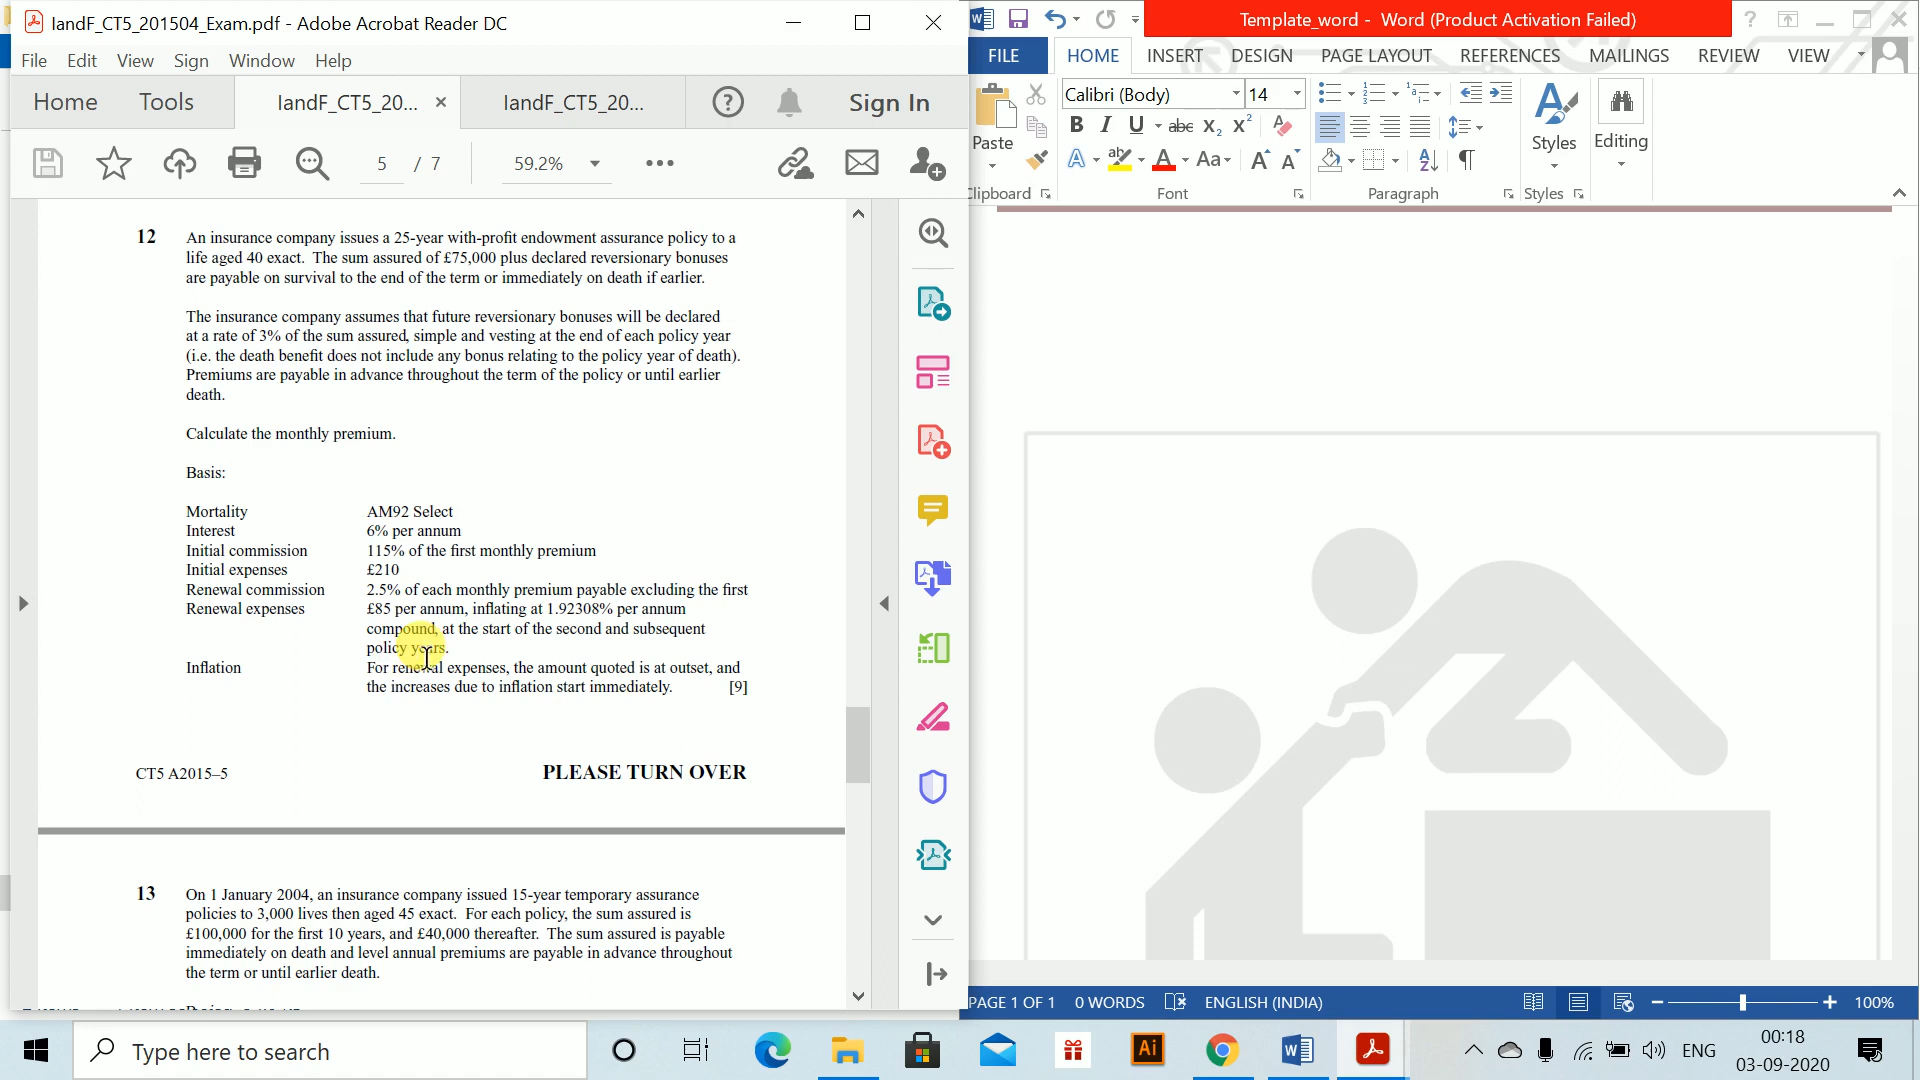 IandF_CT5_201504_Exam.pdf - Adobe Acrobat Reader DC
File Edit View Sign Window Help
Home Tools IandF_CT5_20... × IandF_CT5_20... Sign In
5 / 7 59.2%
12 An insurance company issues a 25-year with-profit endowment assurance policy to a
life aged 40 exact. The sum assured of £75,000 plus declared reversionary bonuses
are payable on survival to the end of the term or immediately on death if earlier.
The insurance company assumes that future reversionary bonuses will be declared
at a rate of 3% of the sum assured, simple and vesting at the end of each policy year
(i.e. the death benefit does not include any bonus relating to the policy year of death).
Premiums are payable in advance throughout the term of the policy or until earlier
death.
Calculate the monthly premium.
Basis:
Mortality AM92 Select
Interest 6% per annum
Initial commission 115% of the first monthly premium
Initial expenses £210
Renewal commission 2.5% of each monthly premium payable excluding the first
Renewal expenses £85 per annum, inflating at 1.92308% per annum
compound, at the start of the second and subsequent
policy years.
Inflation For renewal expenses, the amount quoted is at outset, and
the increases due to inflation start immediately. [9]
CT5 A2015–5 PLEASE TURN OVER
13 On 1 January 2004, an insurance company issued 15-year temporary assurance
policies to 3,000 lives then aged 45 exact. For each policy, the sum assured is
£100,000 for the first 10 years, and £40,000 thereafter. The sum assured is payable
immediately on death and level annual premiums are payable in advance throughout
the term or until earlier death.
Template_word - Word (Product Activation Failed)
FILE HOME INSERT DESIGN PAGE LAYOUT REFERENCES MAILINGS REVIEW VIEW
Calibri (Body) 14
Paste Styles Editing
Clipboard Font Paragraph Styles
PAGE 1 OF 1 0 WORDS ENGLISH (INDIA) 100%
Type here to search
ENG
00:18
03-09-2020